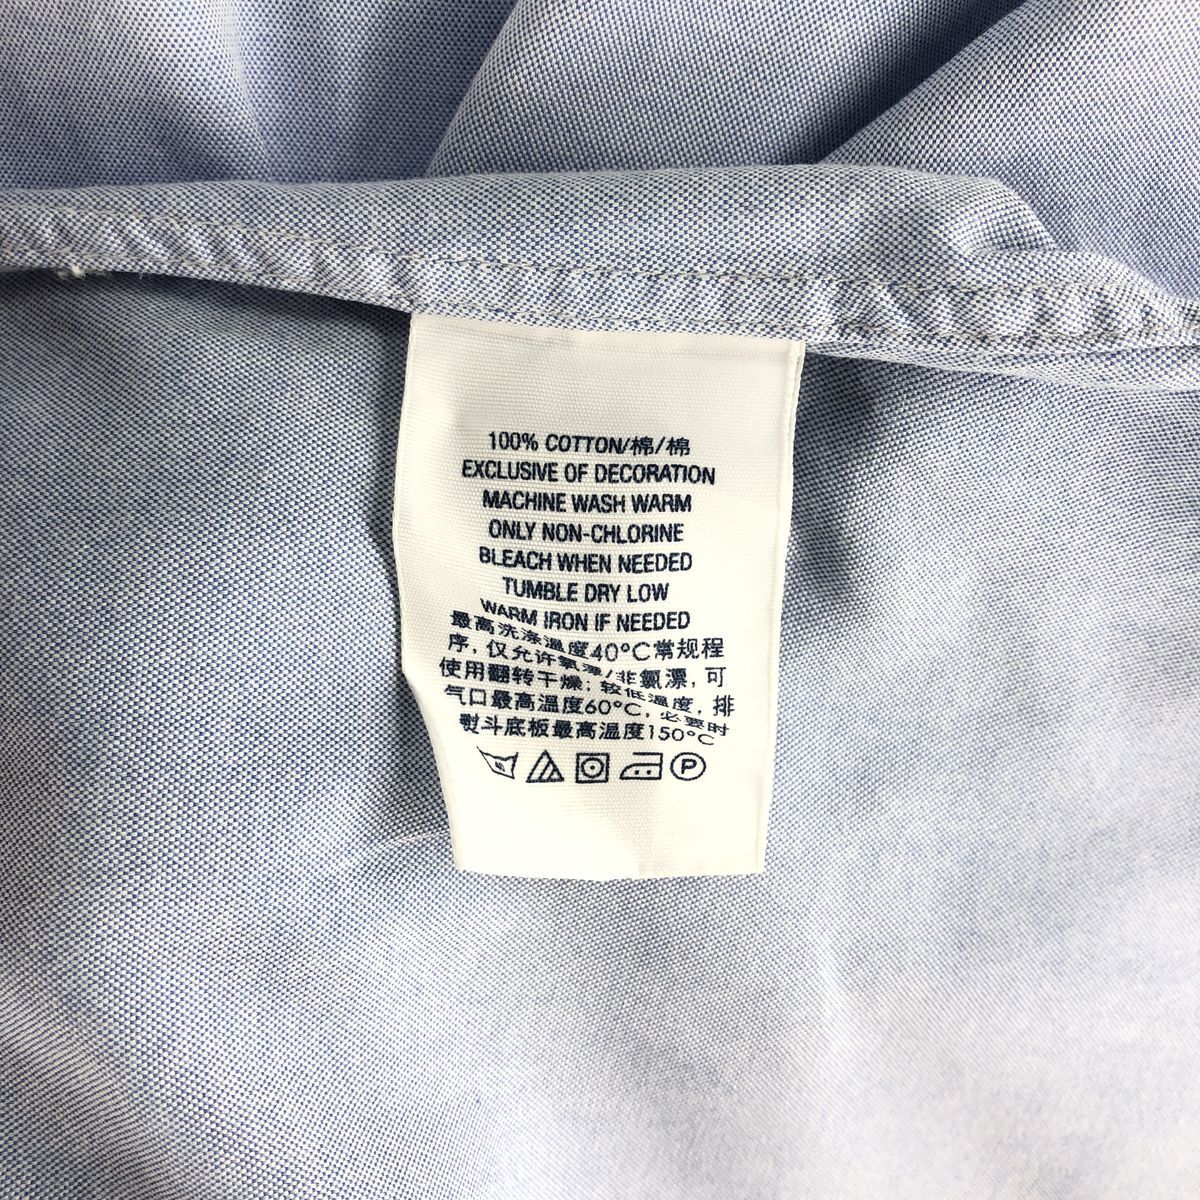 100% COTTON/棉/棉
EXCLUSIVE OF DECORATION
MACHINE WASH WARM
ONLY NON-CHLORINE
BLEACH WHEN NEEDED
TUMBLE DRY LOW
WARM IRON IF NEEDED
最高洗涤温度40°C常规程
序,仅允许氧漂/非氯漂,可
使用翻转干燥;较低温度,排
气口最高温度60°C,必要时
熨斗底板最高温度150°C
40 P